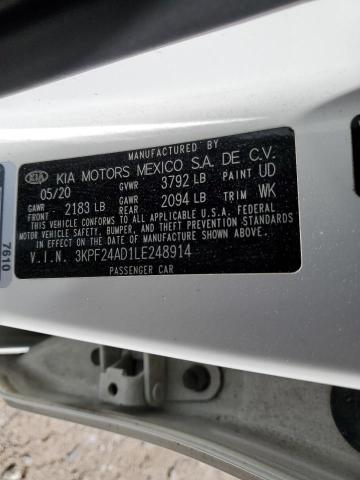 MANUFACTURED BY
KIA KIA MOTORS MEXICO S.A. DE C.V.
05/20 GVWR 3792 LB PAINT UD
GAWR FRONT 2183 LB GAWR REAR 2094 LB TRIM WK
THIS VEHICLE CONFORMS TO ALL APPLICABLE U.S.A. FEDERAL
MOTOR VEHICLE SAFETY, BUMPER, AND THEFT PREVENTION STANDARDS
IN EFFECT ON THE DATE OF MANUFACTURE SHOWN ABOVE.
V.I.N. 3KPF24AD1LE248914
PASSENGER CAR
7610